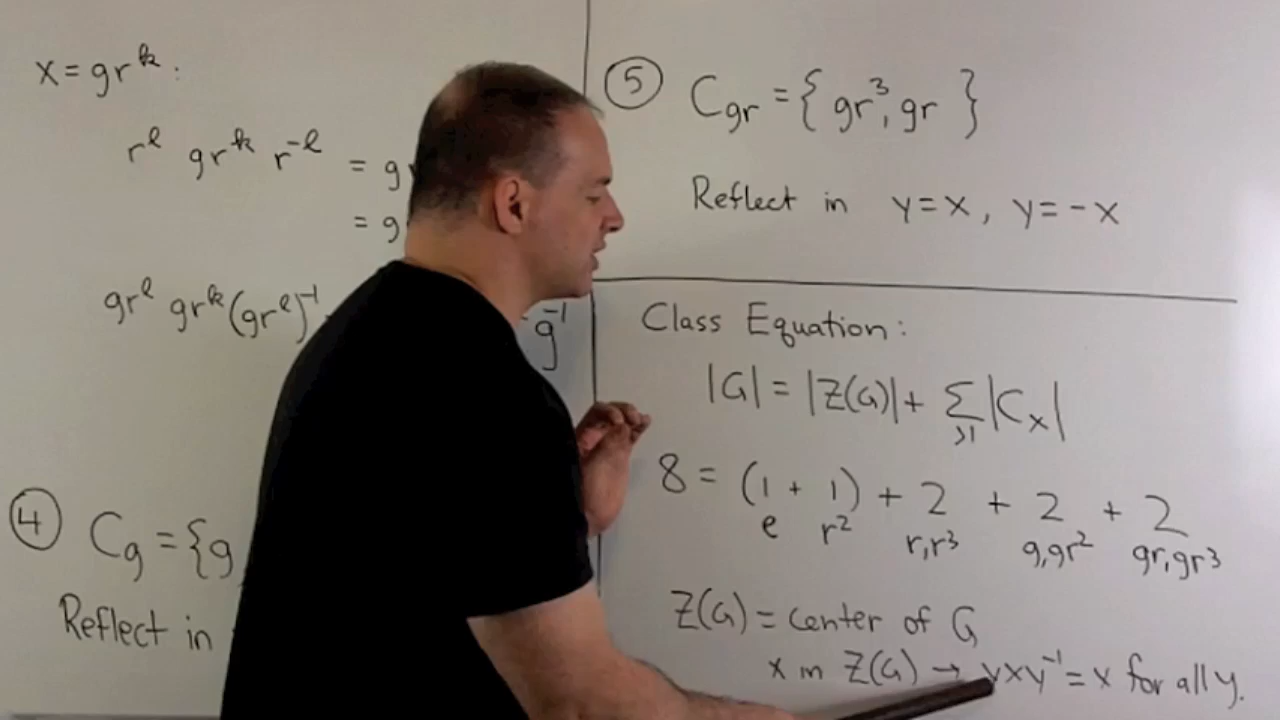 x = gr^k :
r^l gr^k r^-l = g
= g
gr^l gr^k (gr^l)^-1 g^-1
④ C_g = {g
Reflect in
⑤ C_gr = { gr^3, gr }
Reflect in y = x, y = -x
Class Equation:
|G| = |Z(G)| + Σ_{>1} |C_x|
8 = (1 + 1) + 2 + 2 + 2
e r^2 r,r^3 g,gr^2 gr,gr^3
Z(G) = center of G
x in Z(G) → yxy^-1 = x for all y.